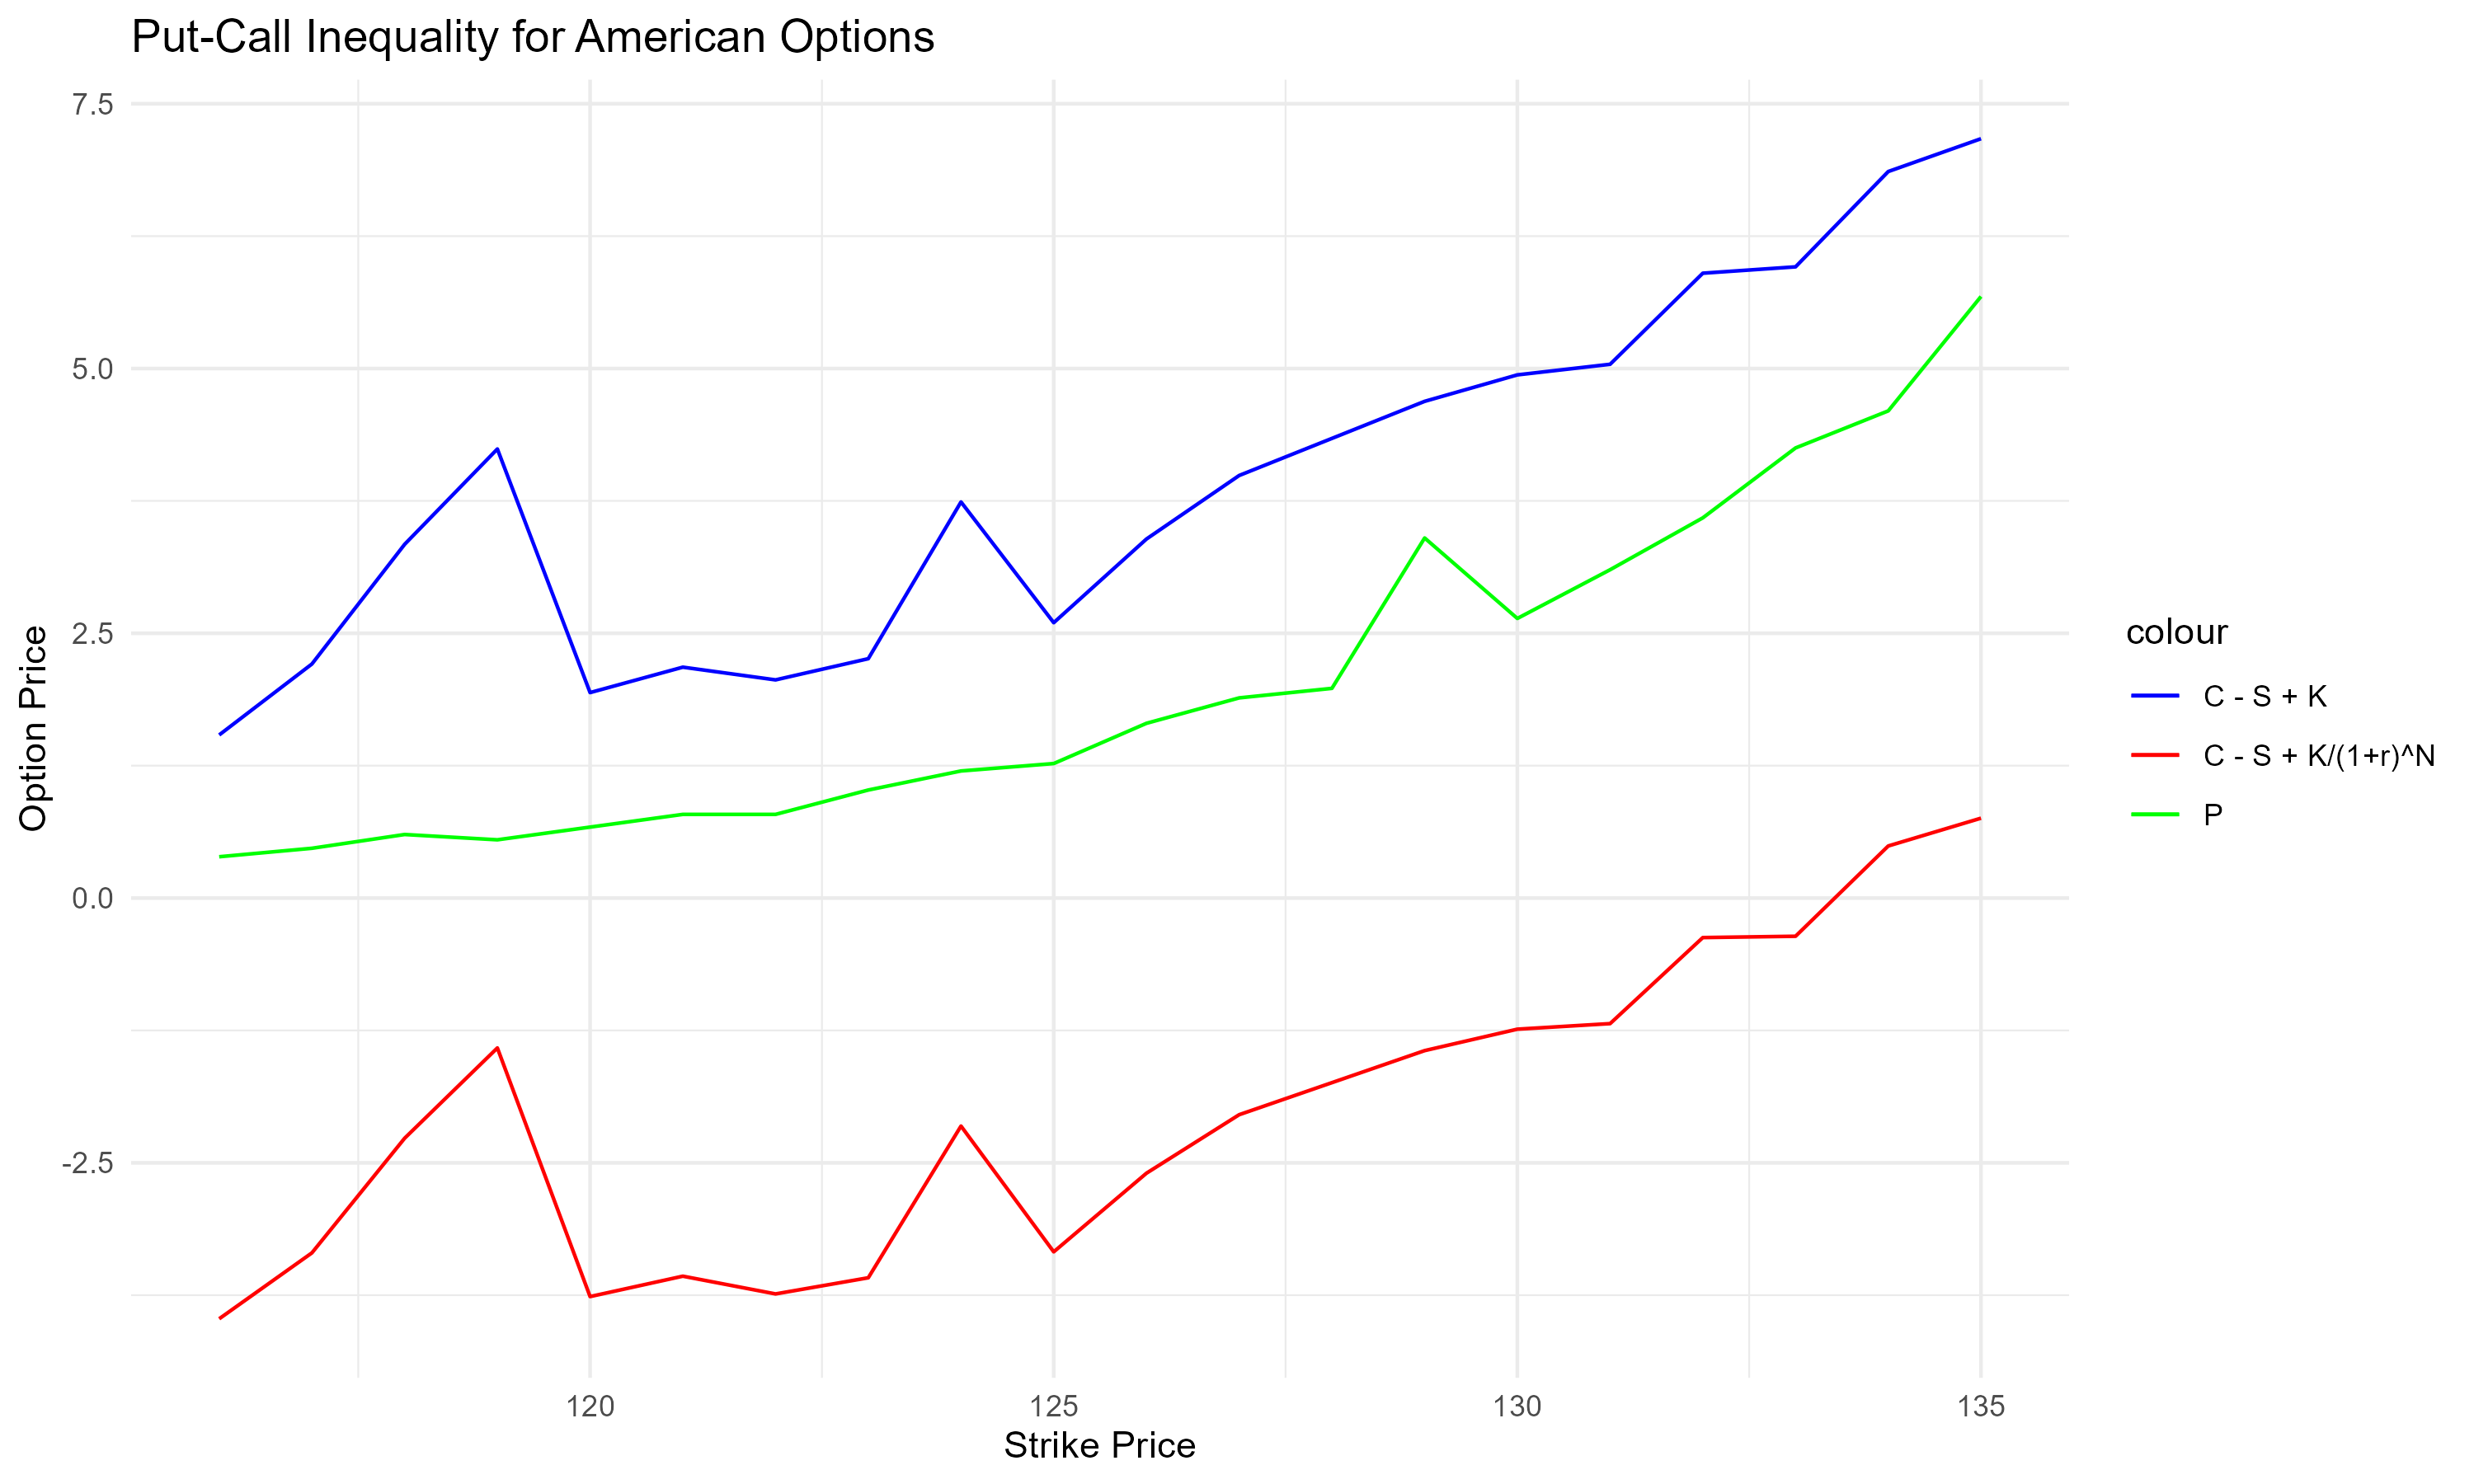 Put-Call Inequality for American Options
7.5
5.0
2.5
0.0
-2.5
Option Price
120
125
130
135
Strike Price
colour
C - S + K
C - S + K/(1+r)^N
P